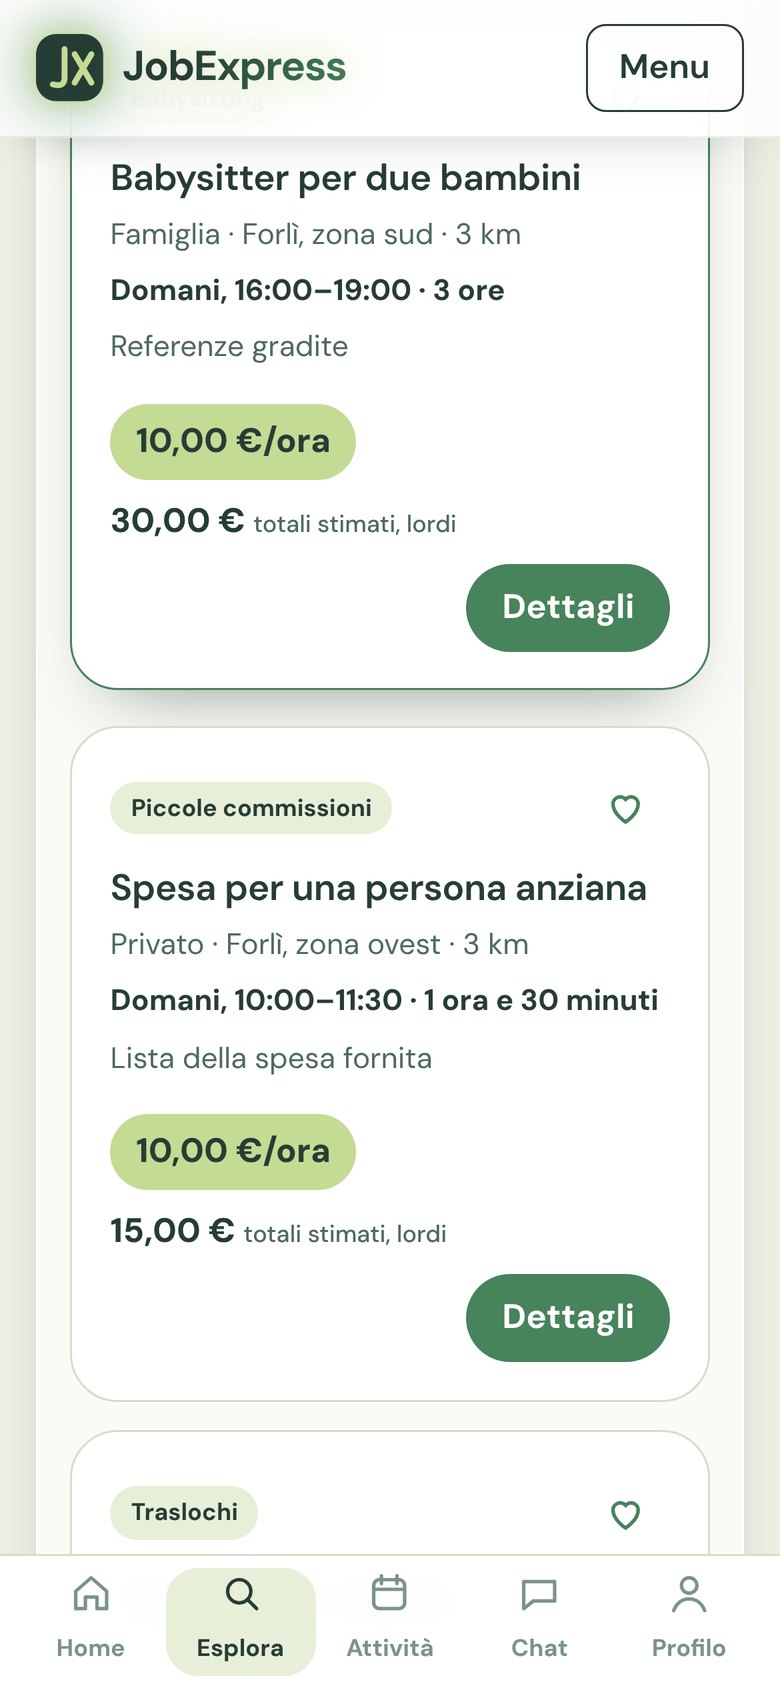 JX JobExpress
Menu
Babysitting
Babysitter per due bambini
Famiglia · Forlì, zona sud · 3 km
Domani, 16:00–19:00 · 3 ore
Referenze gradite
10,00 €/ora
30,00 € totali stimati, lordi
Dettagli
Piccole commissioni
Spesa per una persona anziana
Privato · Forlì, zona ovest · 3 km
Domani, 10:00–11:30 · 1 ora e 30 minuti
Lista della spesa fornita
10,00 €/ora
15,00 € totali stimati, lordi
Dettagli
Traslochi
Home
Esplora
Attività
Chat
Profilo